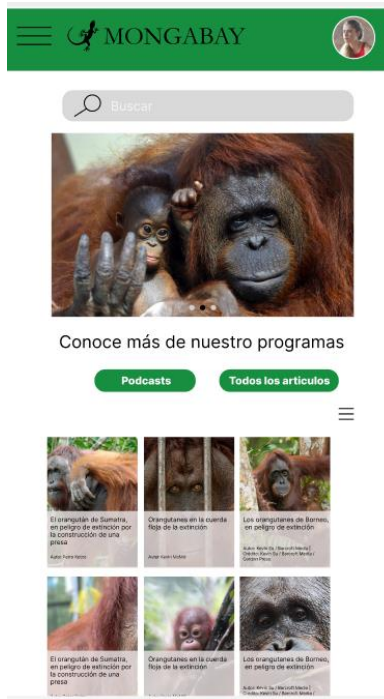 MONGABAY
Buscar
Conoce más de nuestro programas
Podcasts
Todos los articulos
El orangután de Sumatra,
en peligro de extinción por
la construcción de una
presa
Orangutanes en la cuerda
floja de la extinción
Los orangutanes de Borneo,
en peligro de extinción
El orangután de Sumatra,
en peligro de extinción por
la construcción de una
presa
Orangutanes en la cuerda
floja de la extinción
Los orangutanes de Borneo,
en peligro de extinción